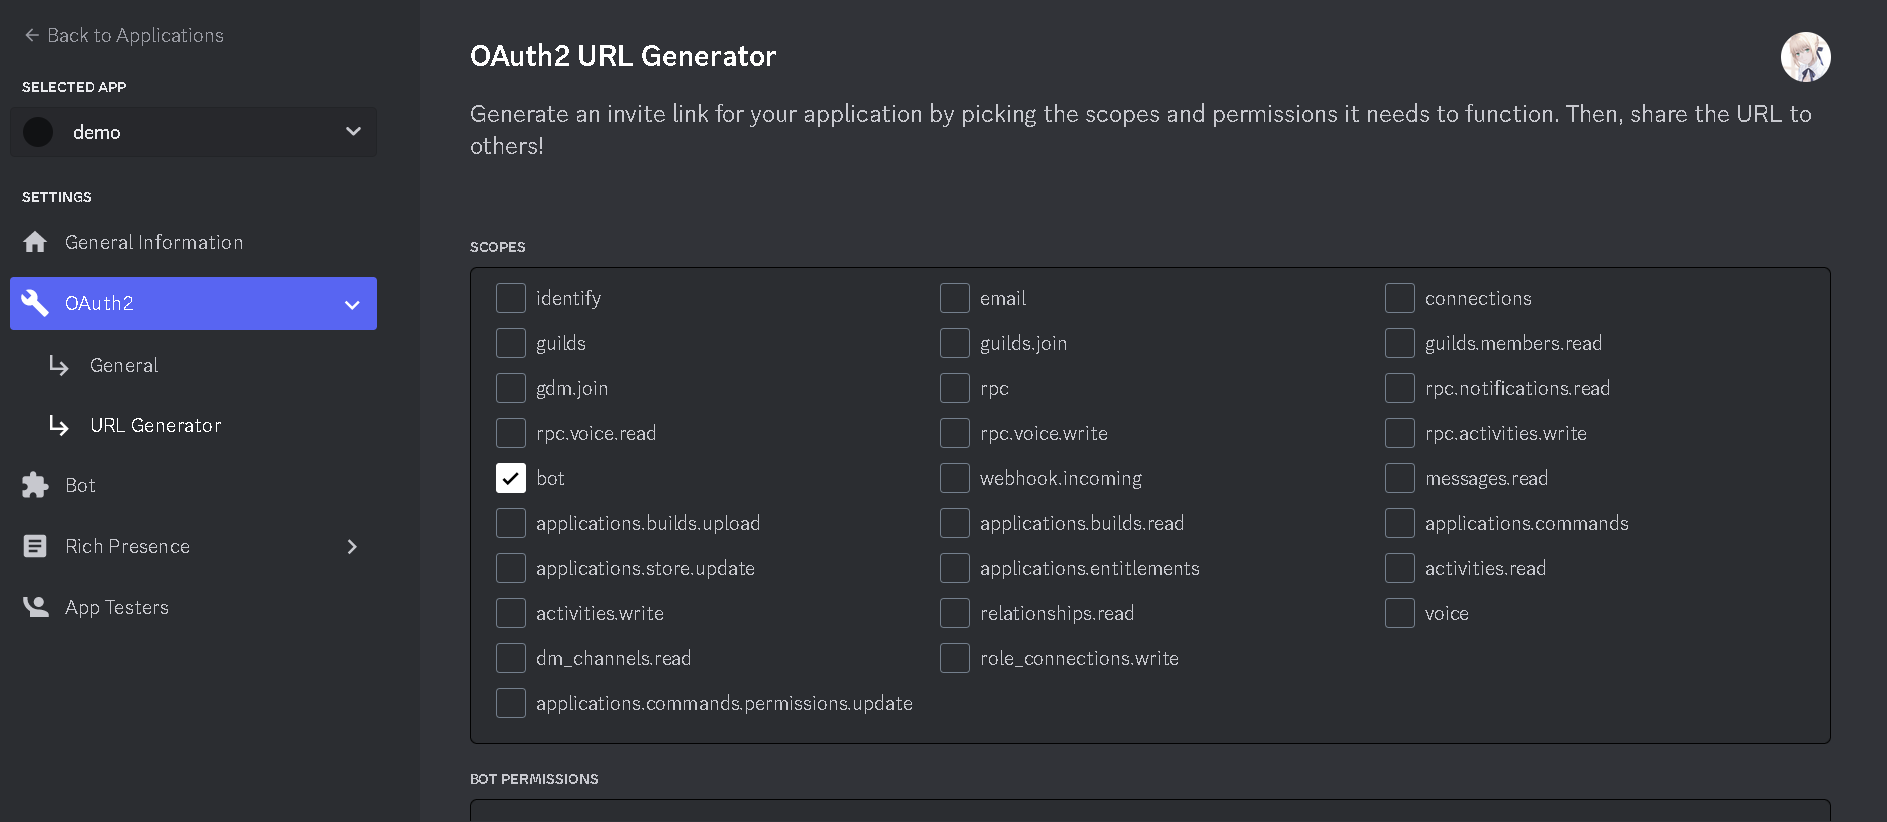 Back to Applications
SELECTED APP
demo
SETTINGS
General Information
OAuth2
General
URL Generator
Bot
Rich Presence
App Testers
OAuth2 URL Generator
Generate an invite link for your application by picking the scopes and permissions it needs to function. Then, share the URL to
others!
SCOPES
identify email connections
guilds guilds.join guilds.members.read
gdm.join rpc rpc.notifications.read
rpc.voice.read rpc.voice.write rpc.activities.write
bot webhook.incoming messages.read
applications.builds.upload applications.builds.read applications.commands
applications.store.update applications.entitlements activities.read
activities.write relationships.read voice
dm_channels.read role_connections.write
applications.commands.permissions.update
BOT PERMISSIONS